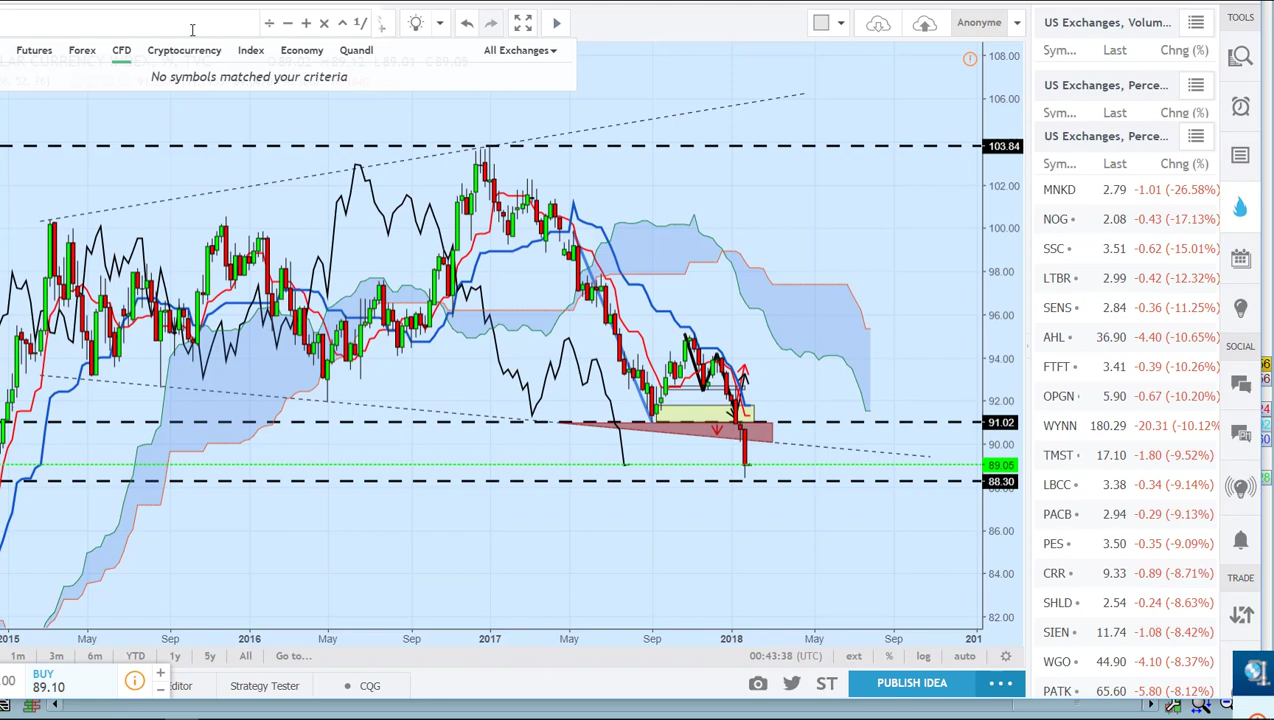 1/
Anonyme
US Exchanges, Volum...
Sym... Last Chng (%)
US Exchanges, Perce...
Sym... Last Chng (%)
US Exchanges, Perce...
Sym... Last Chng (%)
MNKD 2.79 -1.01 (-26.58%)
NOG 2.08 -0.43 (-17.13%)
SSC 3.51 -0.62 (-15.01%)
LTBR 2.99 -0.42 (-12.32%)
SENS 2.84 -0.36 (-11.25%)
AHL 36.90 -4.40 (-10.65%)
FTFT 3.41 -0.39 (-10.26%)
OPGN 5.90 -0.67 (-10.20%)
WYNN 180.29 -20.31 (-10.12%)
TMST 17.10 -1.80 (-9.52%)
LBCC 3.38 -0.34 (-9.14%)
PACB 2.94 -0.29 (-9.13%)
PES 3.50 -0.35 (-9.09%)
CRR 9.33 -0.89 (-8.71%)
SHLD 2.54 -0.24 (-8.63%)
SIEN 11.74 -1.08 (-8.42%)
WGO 44.90 -4.10 (-8.37%)
PATK 65.60 -5.80 (-8.12%)
TOOLS
SOCIAL
TRADE
Futures Forex CFD Cryptocurrency Index Economy Quandl All Exchanges
No symbols matched your criteria
108.00
106.00
103.84
102.00
100.00
98.00
96.00
94.00
92.00
91.02
90.00
89.05
88.30
86.00
84.00
82.00
2015 May Sep 2016 May Sep 2017 May Sep 2018 May Sep 201
1m 3m 6m YTD 1y 5y All Go to... 00:43:38 (UTC) ext % log auto
.00 BUY
89.10
ditor Strategy Tester CQG ST PUBLISH IDEA